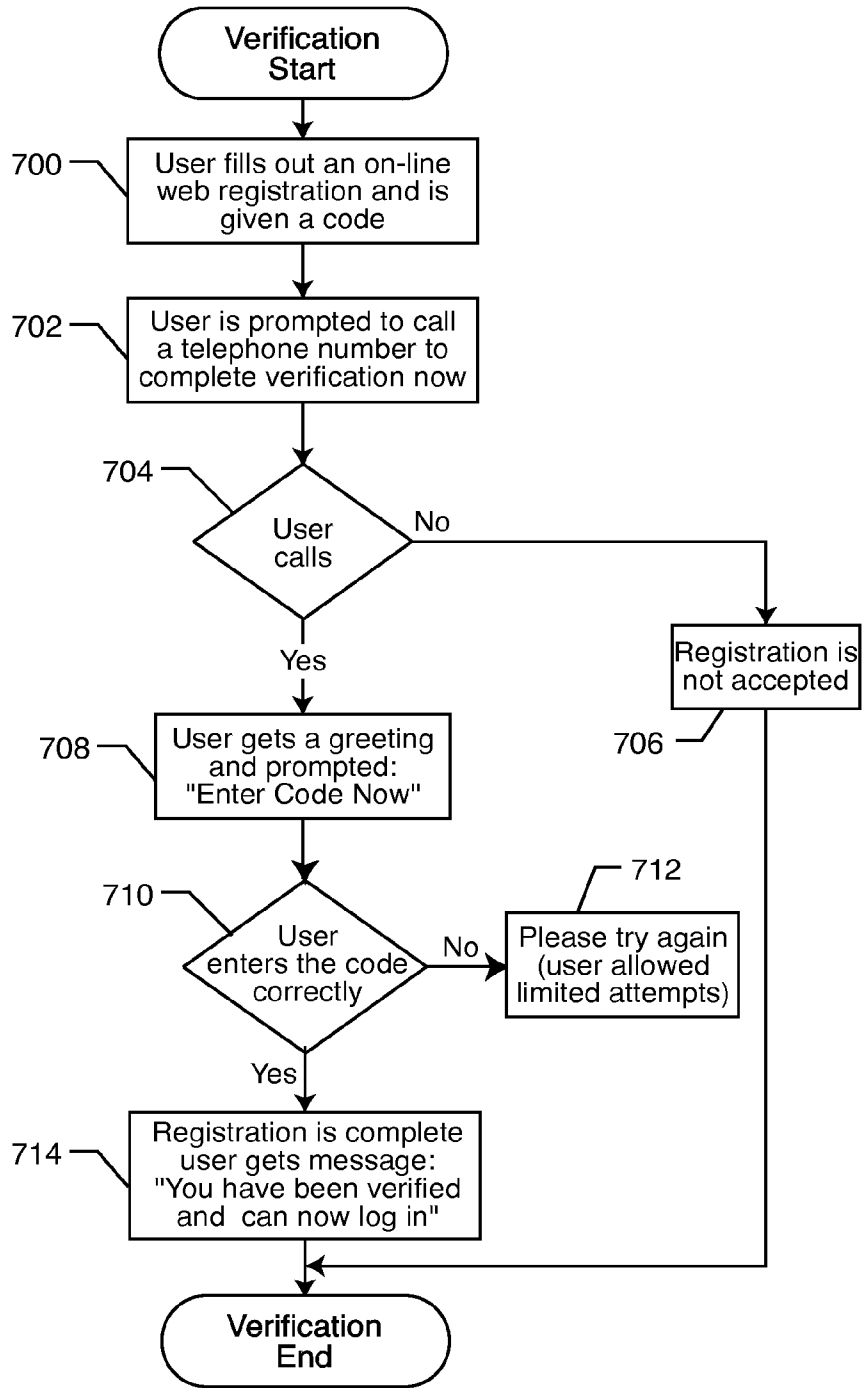 Verification
Start
700
User fills out an on-line
web registration and is
given a code
702
User is prompted to call
a telephone number to
complete verification now
704
User
calls
No
Yes
Registration is
not accepted
706
708
User gets a greeting
and prompted:
"Enter Code Now"
710
User
enters the code
correctly
No
712
Please try again
(user allowed
limited attempts)
Yes
714
Registration is complete
user gets message:
"You have been verified
and can now log in"
Verification
End